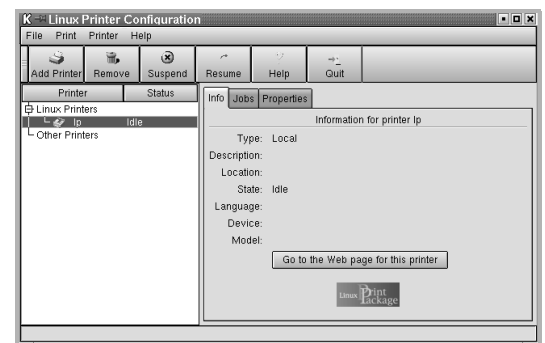 K Linux Printer Configuration
File Print Printer Help
Add Printer Remove Suspend Resume Help Quit
Printer Status
Linux Printers
lp Idle
Other Printers
Info Jobs Properties
Information for printer lp
Type: Local
Description:
Location:
State: Idle
Language:
Device:
Model:
Go to the Web page for this printer
Linux Print Package